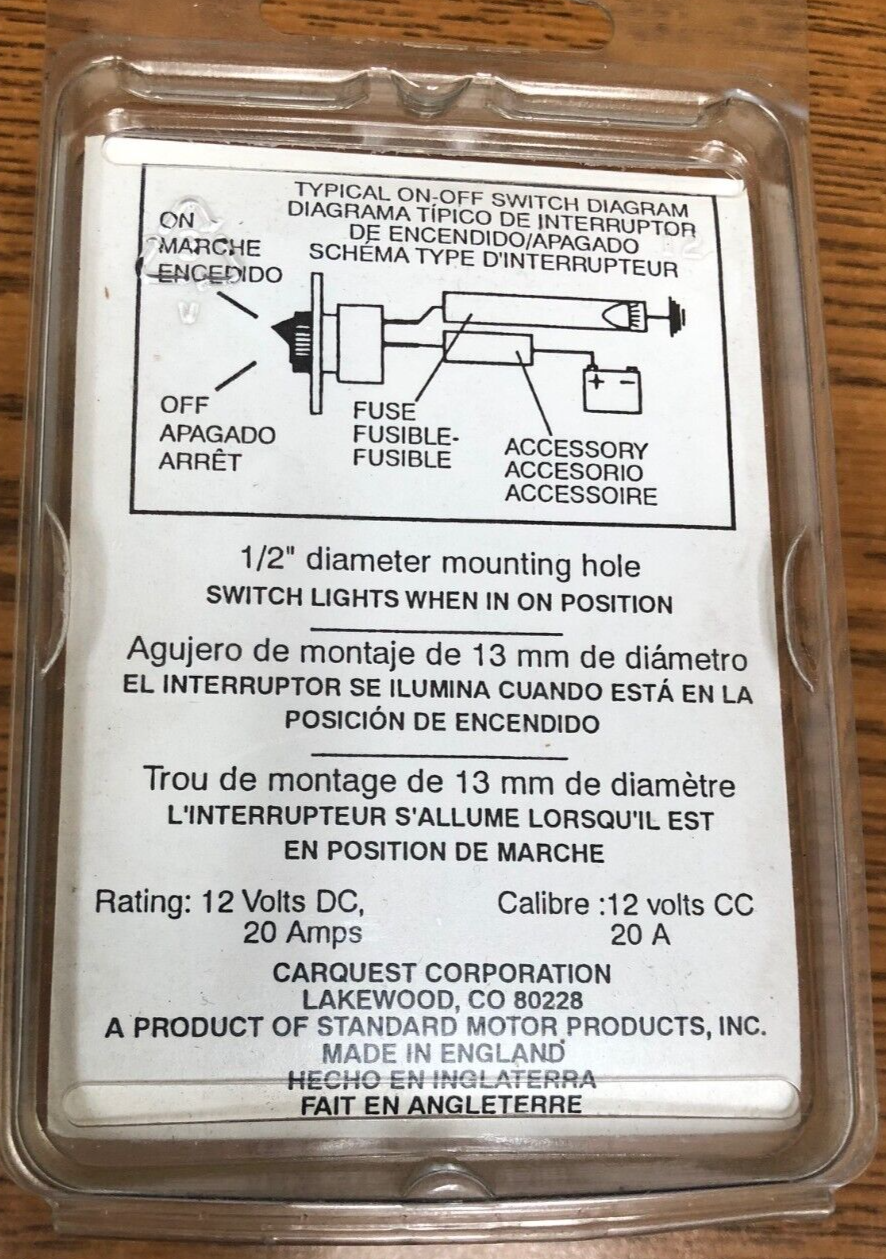 TYPICAL ON-OFF SWITCH DIAGRAM
DIAGRAMA TÍPICO DE INTERRUPTOR
DE ENCENDIDO/APAGADO
SCHÉMA TYPE D'INTERRUPTEUR
ON
MARCHE
ENCEDIDO
OFF
APAGADO
ARRÊT
FUSE
FUSIBLE-
FUSIBLE
+ -
ACCESSORY
ACCESORIO
ACCESSOIRE
1/2" diameter mounting hole
SWITCH LIGHTS WHEN IN ON POSITION
Agujero de montaje de 13 mm de diámetro
EL INTERRUPTOR SE ILUMINA CUANDO ESTÁ EN LA
POSICIÓN DE ENCENDIDO
Trou de montage de 13 mm de diamètre
L'INTERRUPTEUR S'ALLUME LORSQU'IL EST
EN POSITION DE MARCHE
Rating: 12 Volts DC,
20 Amps
Calibre :12 volts CC
20 A
CARQUEST CORPORATION
LAKEWOOD, CO 80228
A PRODUCT OF STANDARD MOTOR PRODUCTS, INC.
MADE IN ENGLAND
HECHO EN INGLATERRA
FAIT EN ANGLETERRE